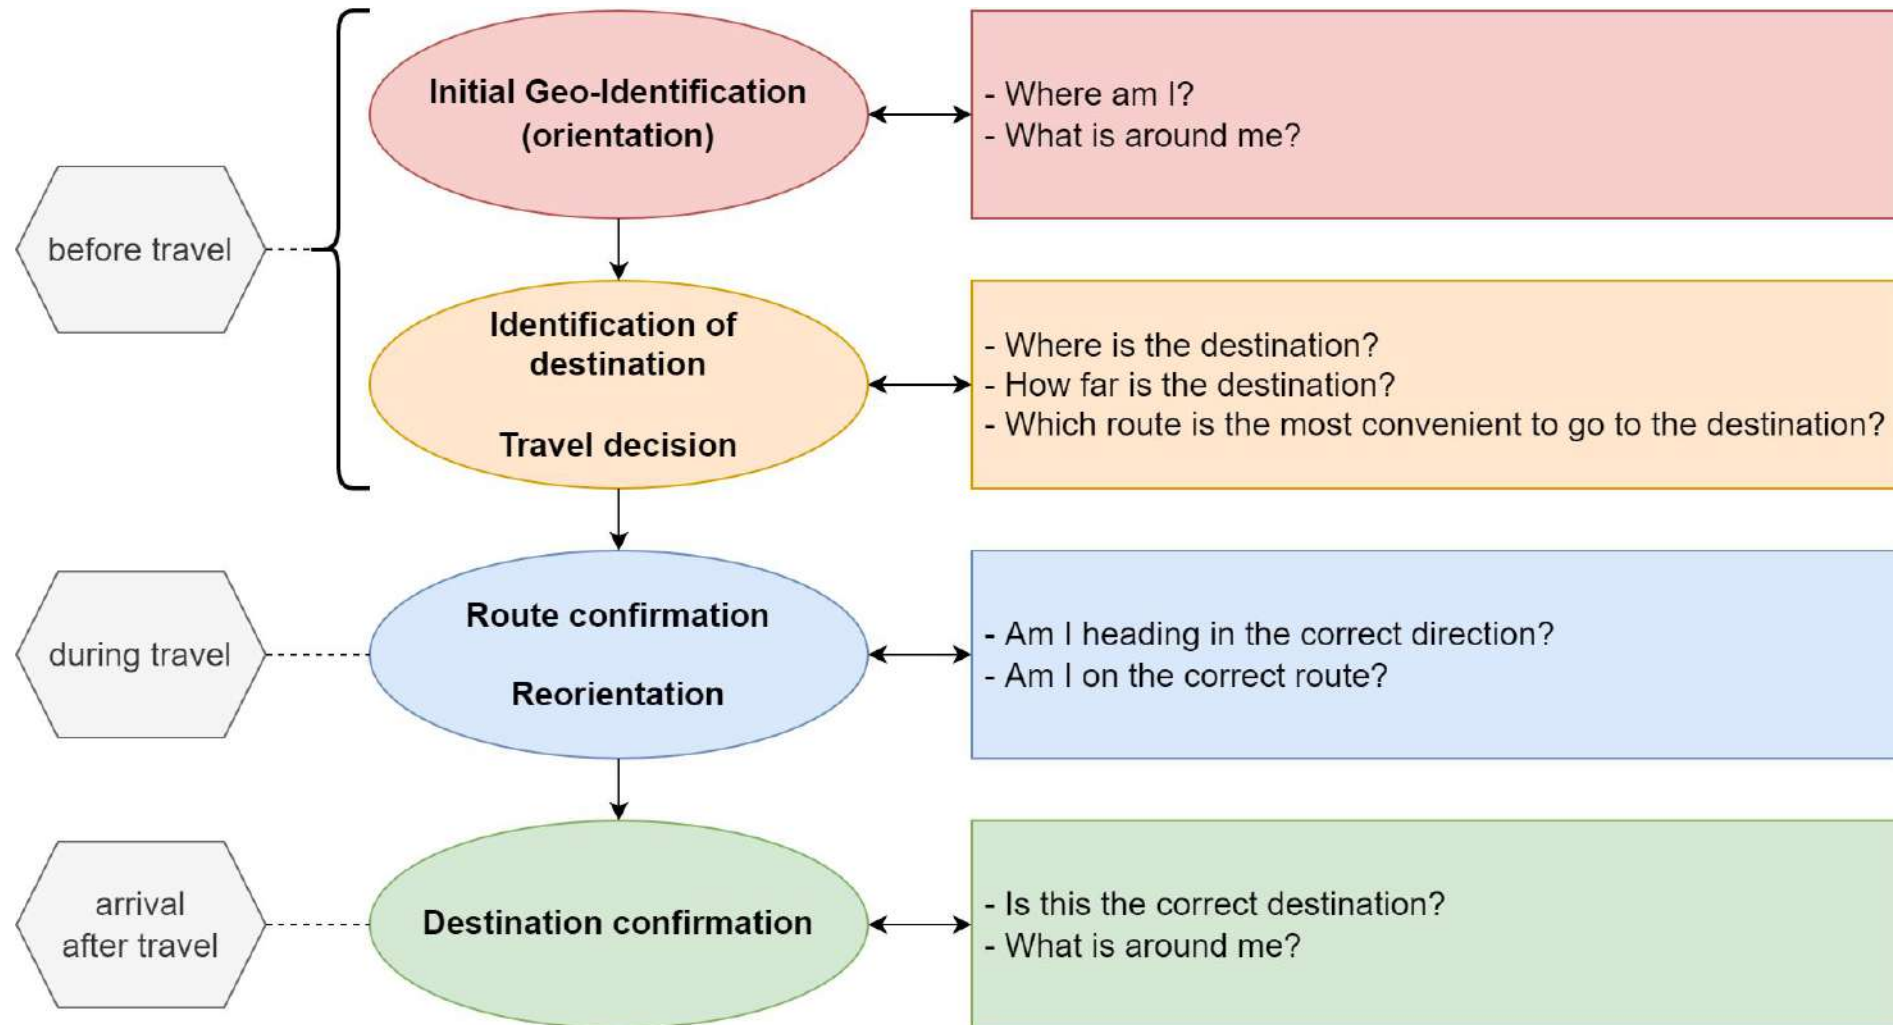 Initial Geo-Identification
(orientation)
- Where am I?
- What is around me?
before travel
Identification of
destination
Travel decision
- Where is the destination?
- How far is the destination?
- Which route is the most convenient to go to the destination?
during travel
Route confirmation
Reorientation
- Am I heading in the correct direction?
- Am I on the correct route?
arrival
after travel
Destination confirmation
- Is this the correct destination?
- What is around me?